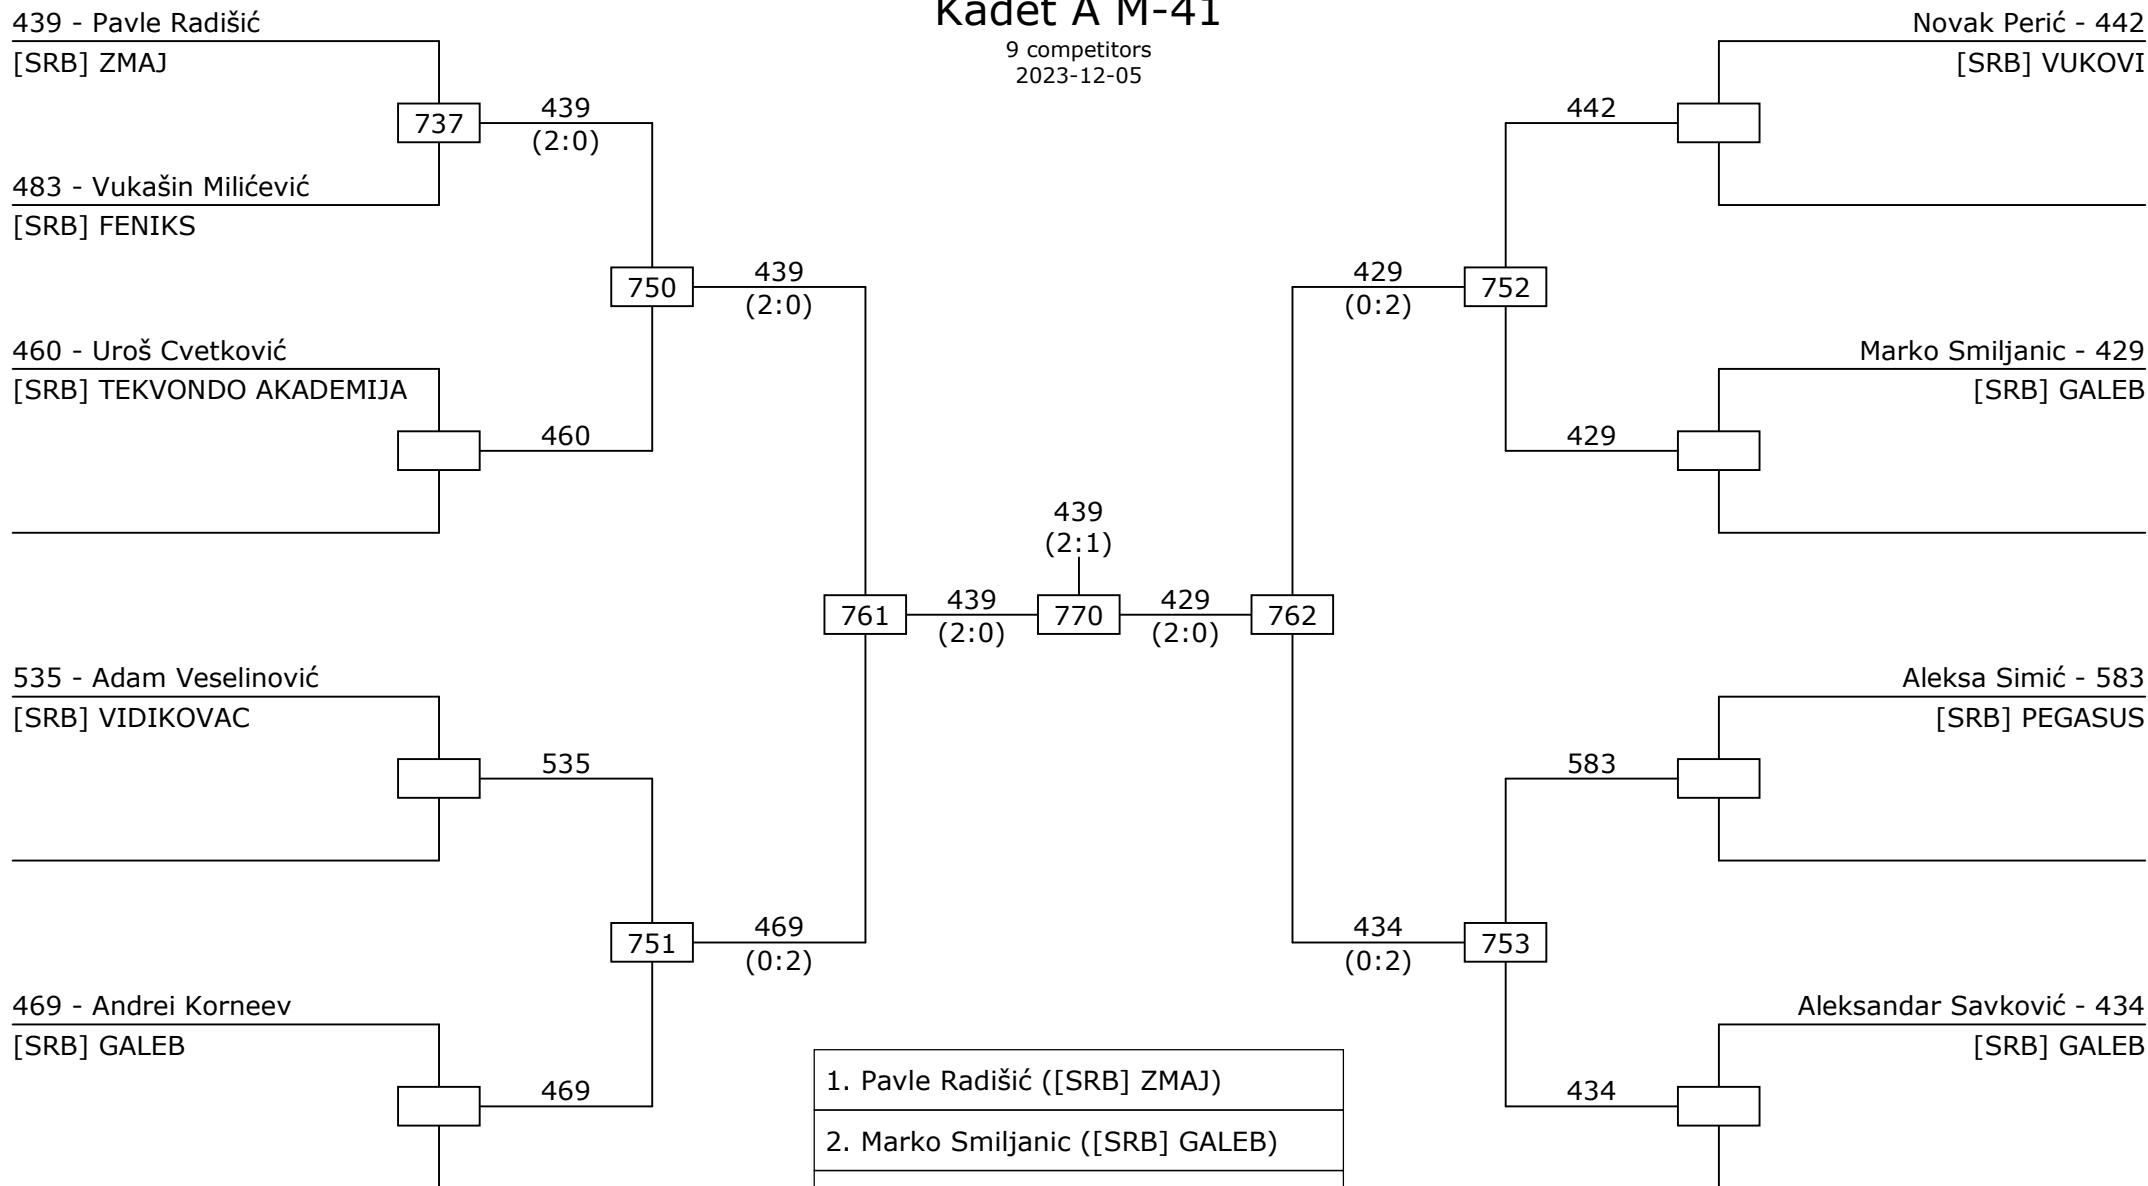 Kadet A M-41
9 competitors
2023-12-05
439 - Pavle Radišić
[SRB] ZMAJ
737
439
(2:0)
483 - Vukašin Milićević
[SRB] FENIKS
750
439
(2:0)
460 - Uroš Cvetković
[SRB] TEKVONDO AKADEMIJA
460
535 - Adam Veselinović
[SRB] VIDIKOVAC
535
751
469
(0:2)
469 - Andrei Korneev
[SRB] GALEB
469
761
439
(2:0)
439
(2:1)
770
429
(2:0)
762
Novak Perić - 442
[SRB] VUKOVI
442
429
(0:2)
752
Marko Smiljanic - 429
[SRB] GALEB
429
Aleksa Simić - 583
[SRB] PEGASUS
583
434
(0:2)
753
Aleksandar Savković - 434
[SRB] GALEB
434
1. Pavle Radišić ([SRB] ZMAJ)
2. Marko Smiljanic ([SRB] GALEB)